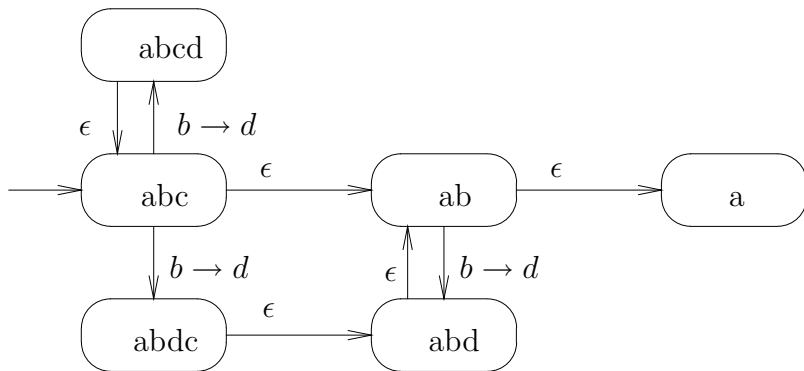 abcd
ϵ b → d
abc ϵ ab ϵ a
b → d ϵ b → d
abdc ϵ abd